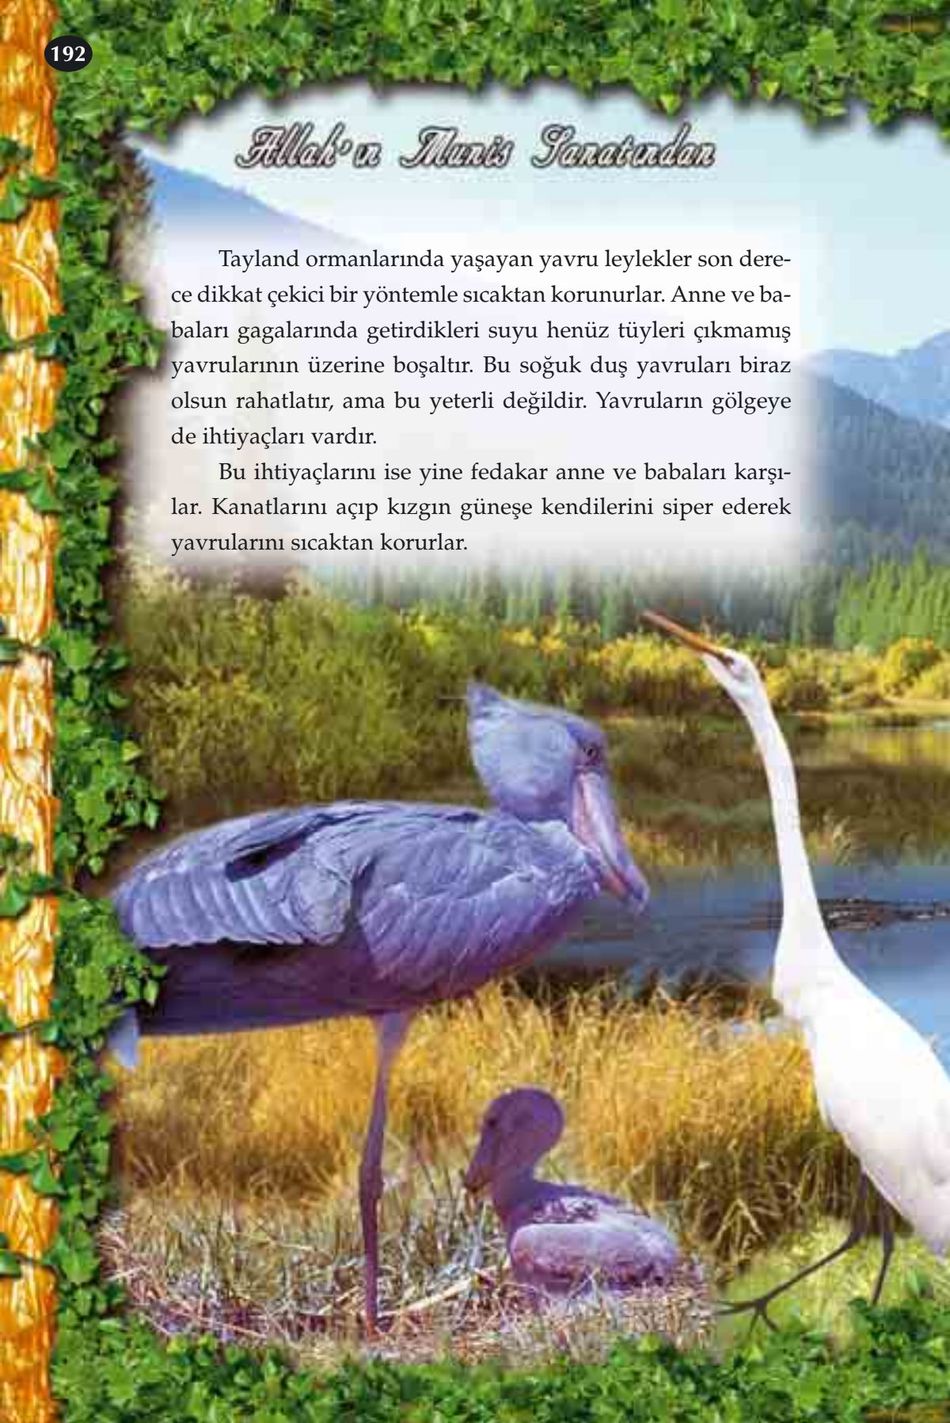 192
Allah'ın Munis Sanatından
Tayland ormanlarında yaşayan yavru leylekler son dere-
ce dikkat çekici bir yöntemle sıcaktan korunurlar. Anne ve ba-
baları gagalarında getirdikleri suyu henüz tüyleri çıkmamış
yavrularının üzerine boşaltır. Bu soğuk duş yavruları biraz
olsun rahatlatır, ama bu yeterli değildir. Yavruların gölgeye
de ihtiyaçları vardır.
Bu ihtiyaçlarını ise yine fedakar anne ve babaları karşı-
lar. Kanatlarını açıp kızgın güneşe kendilerini siper ederek
yavrularını sıcaktan korurlar.